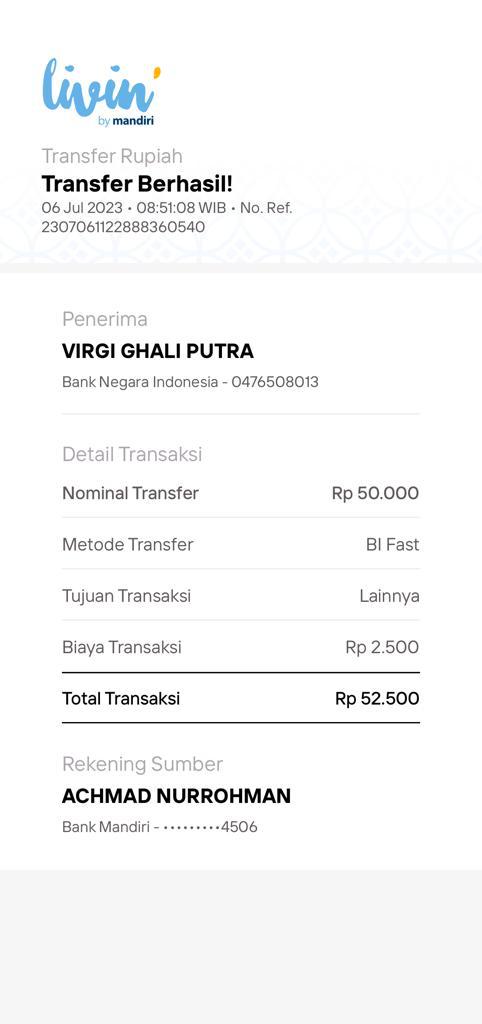 livin'
by mandiri
Transfer Rupiah
Transfer Berhasil!
06 Jul 2023 • 08:51:08 WIB • No. Ref.
2307061122888360540
Penerima
VIRGI GHALI PUTRA
Bank Negara Indonesia - 0476508013
Detail Transaksi
Nominal Transfer Rp 50.000
Metode Transfer BI Fast
Tujuan Transaksi Lainnya
Biaya Transaksi Rp 2.500
Total Transaksi Rp 52.500
Rekening Sumber
ACHMAD NURROHMAN
Bank Mandiri - •••••••••4506